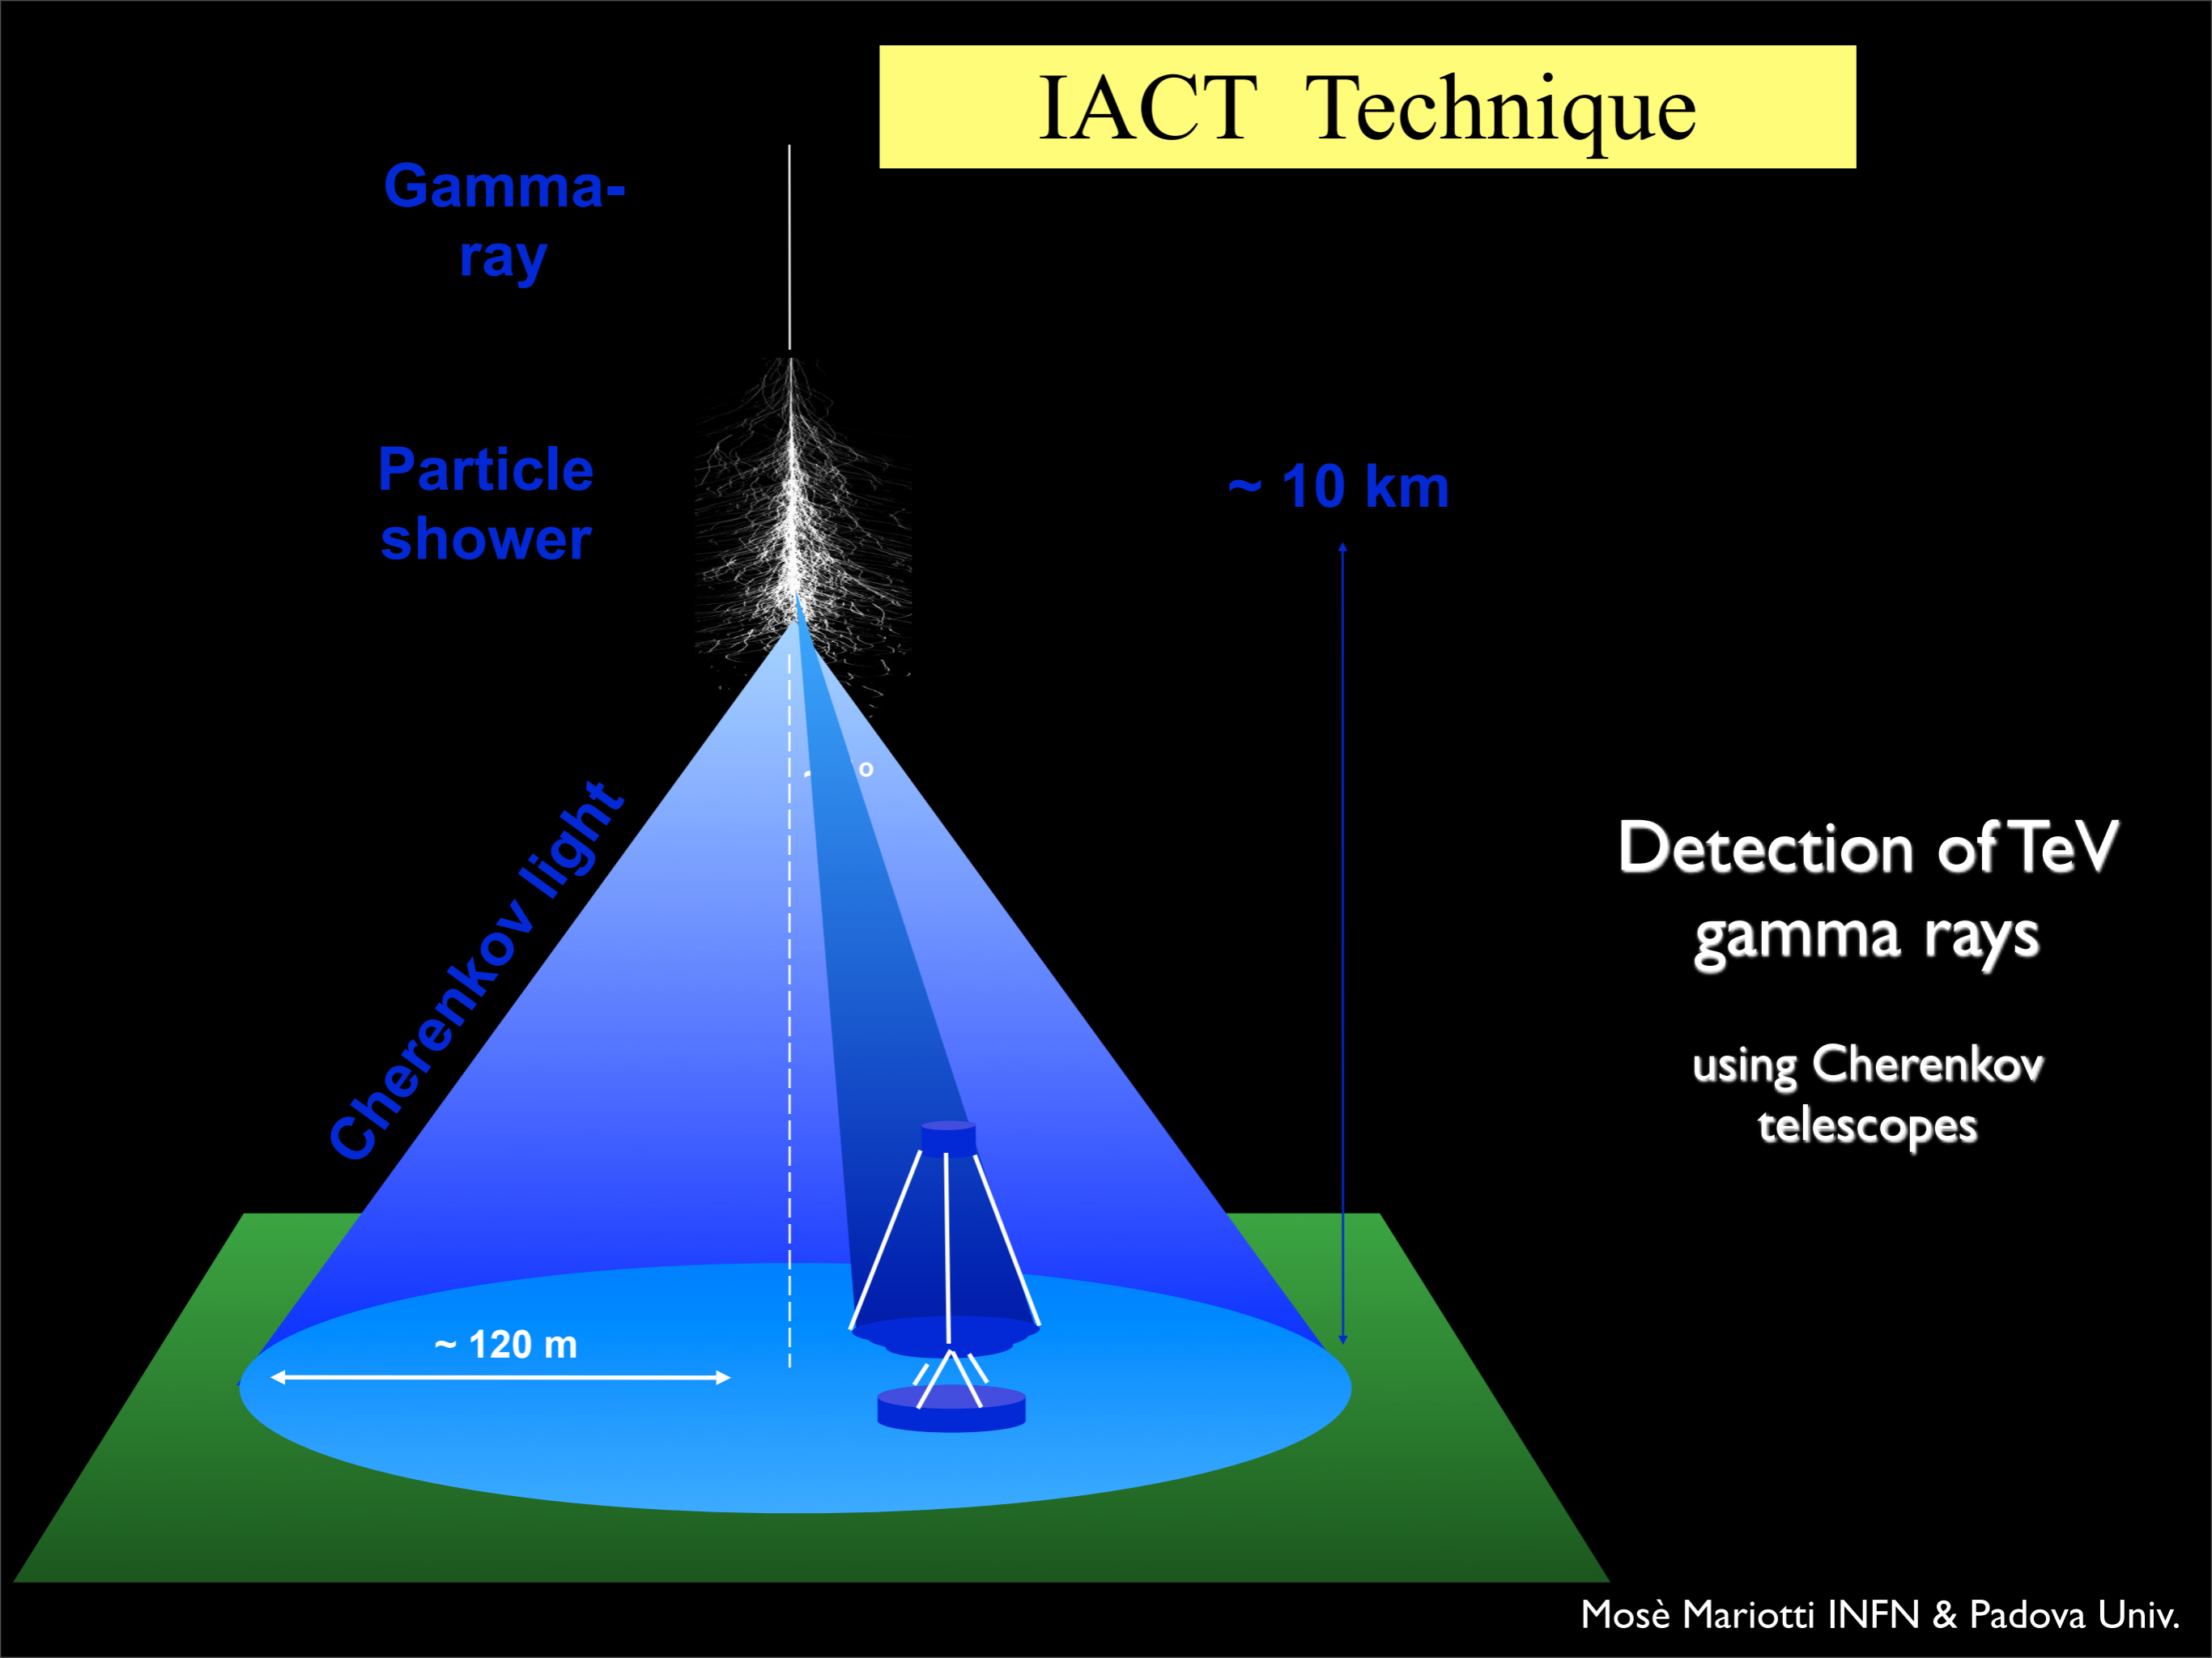 IACT Technique
Gamma-
ray
Particle
shower
~ 10 km
~ º
Cherenkov light
Detection of TeV
gamma rays
using Cherenkov
telescopes
~ 120 m
Mosè Mariotti INFN & Padova Univ.